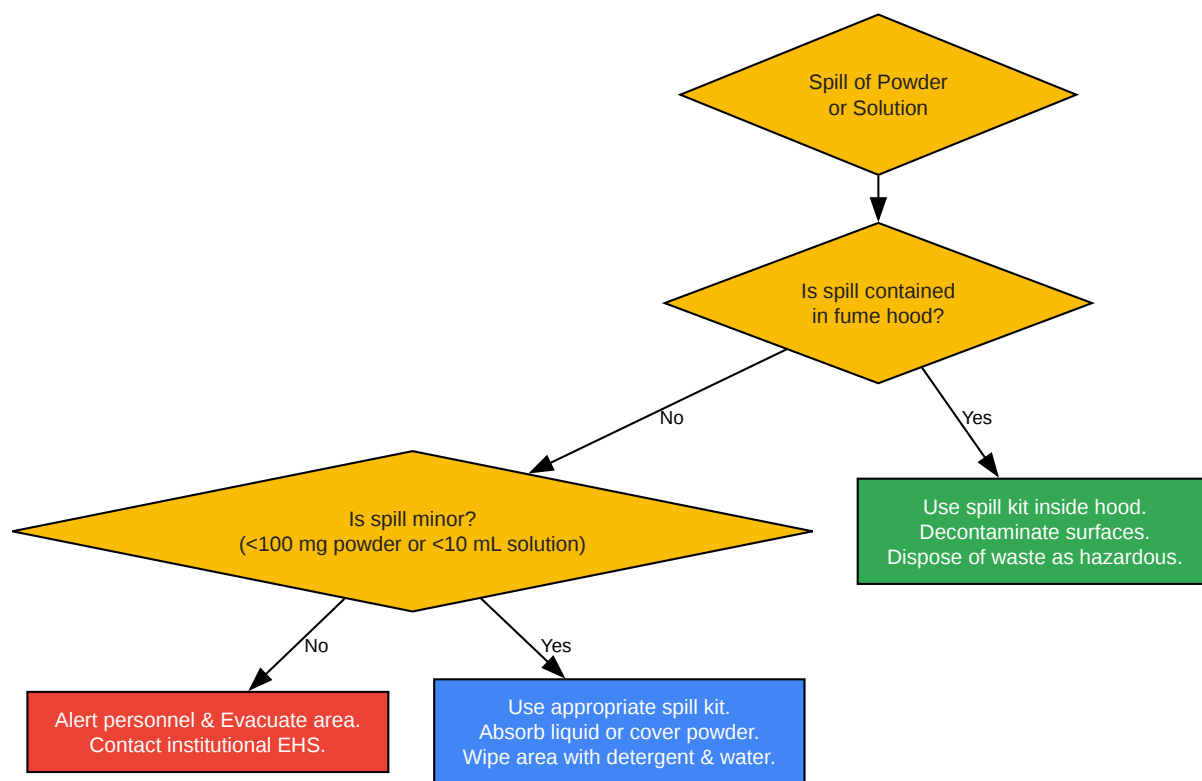 Spill of Powder
or Solution
Is spill contained
in fume hood?
No
Yes
Is spill minor?
(<100 mg powder or <10 mL solution)
Use spill kit inside hood.
Decontaminate surfaces.
Dispose of waste as hazardous.
No
Yes
Alert personnel & Evacuate area.
Contact institutional EHS.
Use appropriate spill kit.
Absorb liquid or cover powder.
Wipe area with detergent & water.